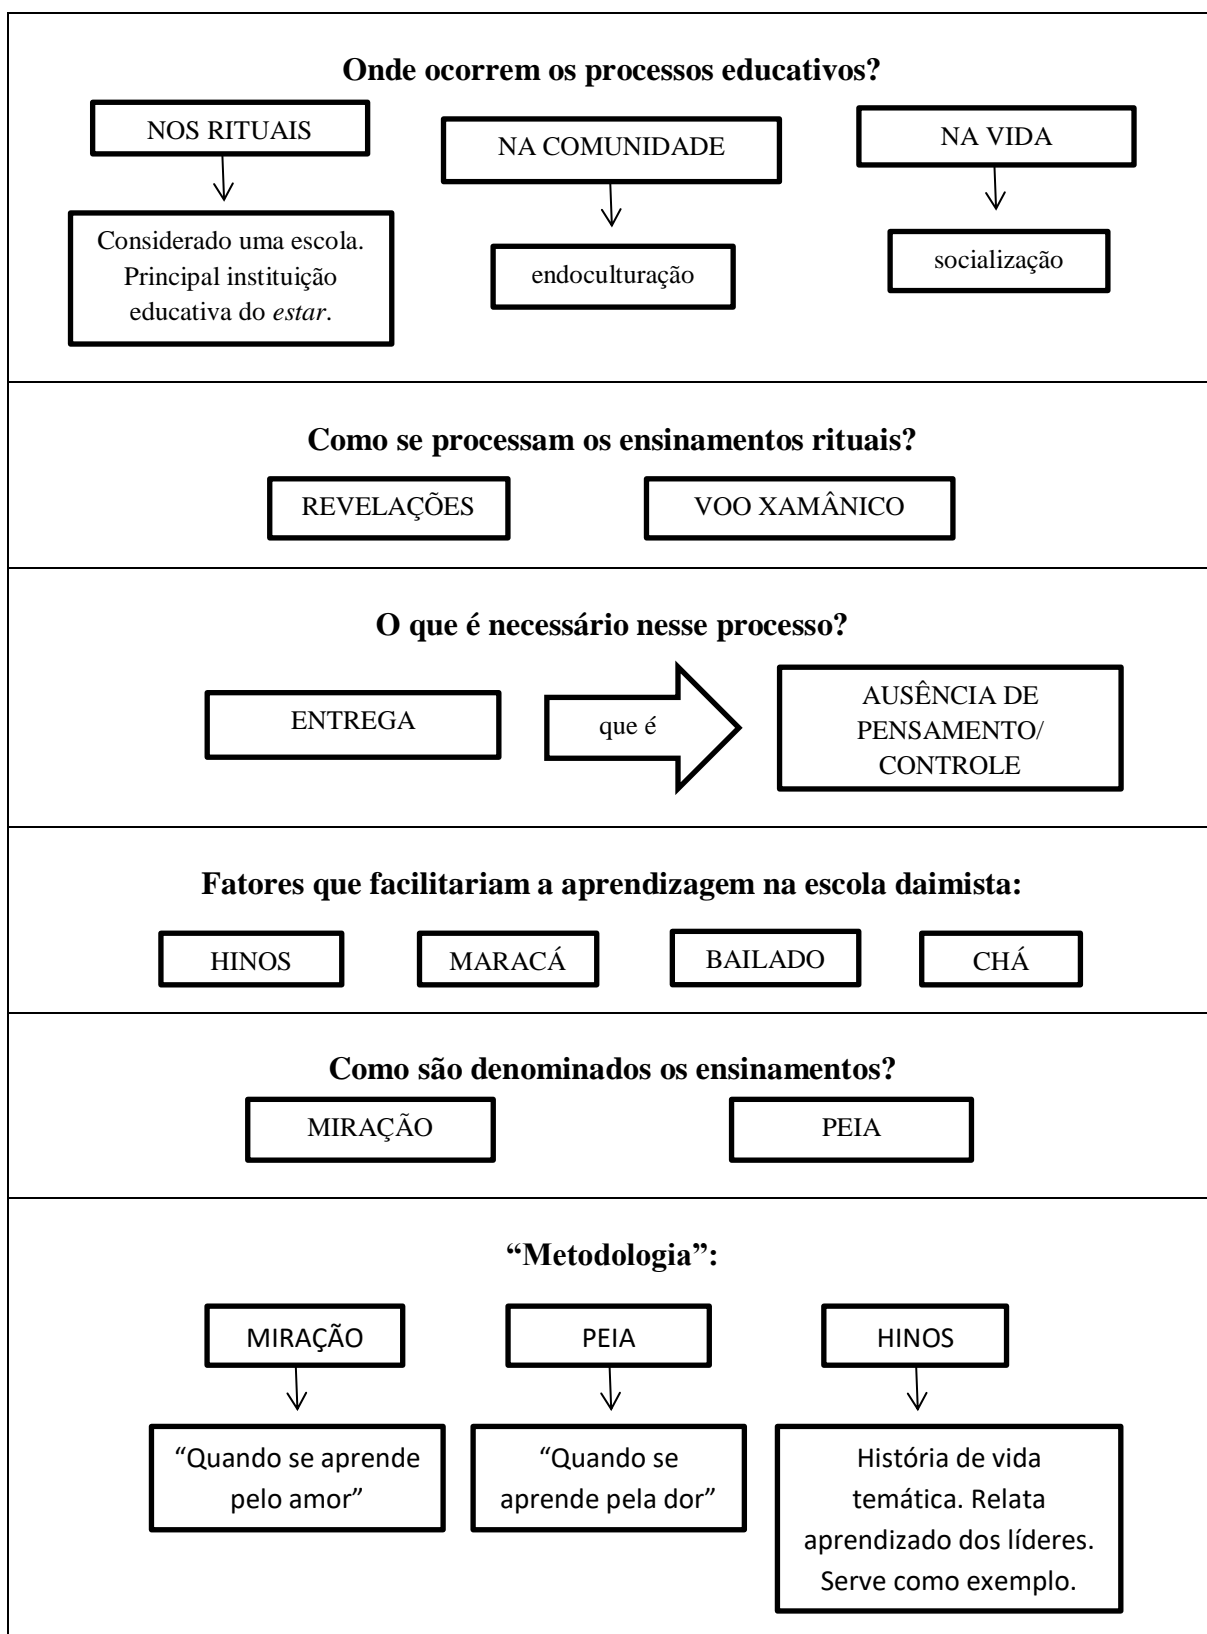 Onde ocorrem os processos educativos?
NOS RITUAIS
NA COMUNIDADE
NA VIDA
Considerado uma escola.
Principal instituição
educativa do estar.
endoculturação
socialização
Como se processam os ensinamentos rituais?
REVELAÇÕES
VOO XAMÂNICO
O que é necessário nesse processo?
ENTREGA
que é
AUSÊNCIA DE
PENSAMENTO/
CONTROLE
Fatores que facilitariam a aprendizagem na escola daimista:
HINOS
MARACÁ
BAILADO
CHÁ
Como são denominados os ensinamentos?
MIRAÇÃO
PEIA
“Metodologia”:
MIRAÇÃO
PEIA
HINOS
“Quando se aprende
pelo amor”
“Quando se
aprende pela dor”
História de vida
temática. Relata
aprendizado dos líderes.
Serve como exemplo.